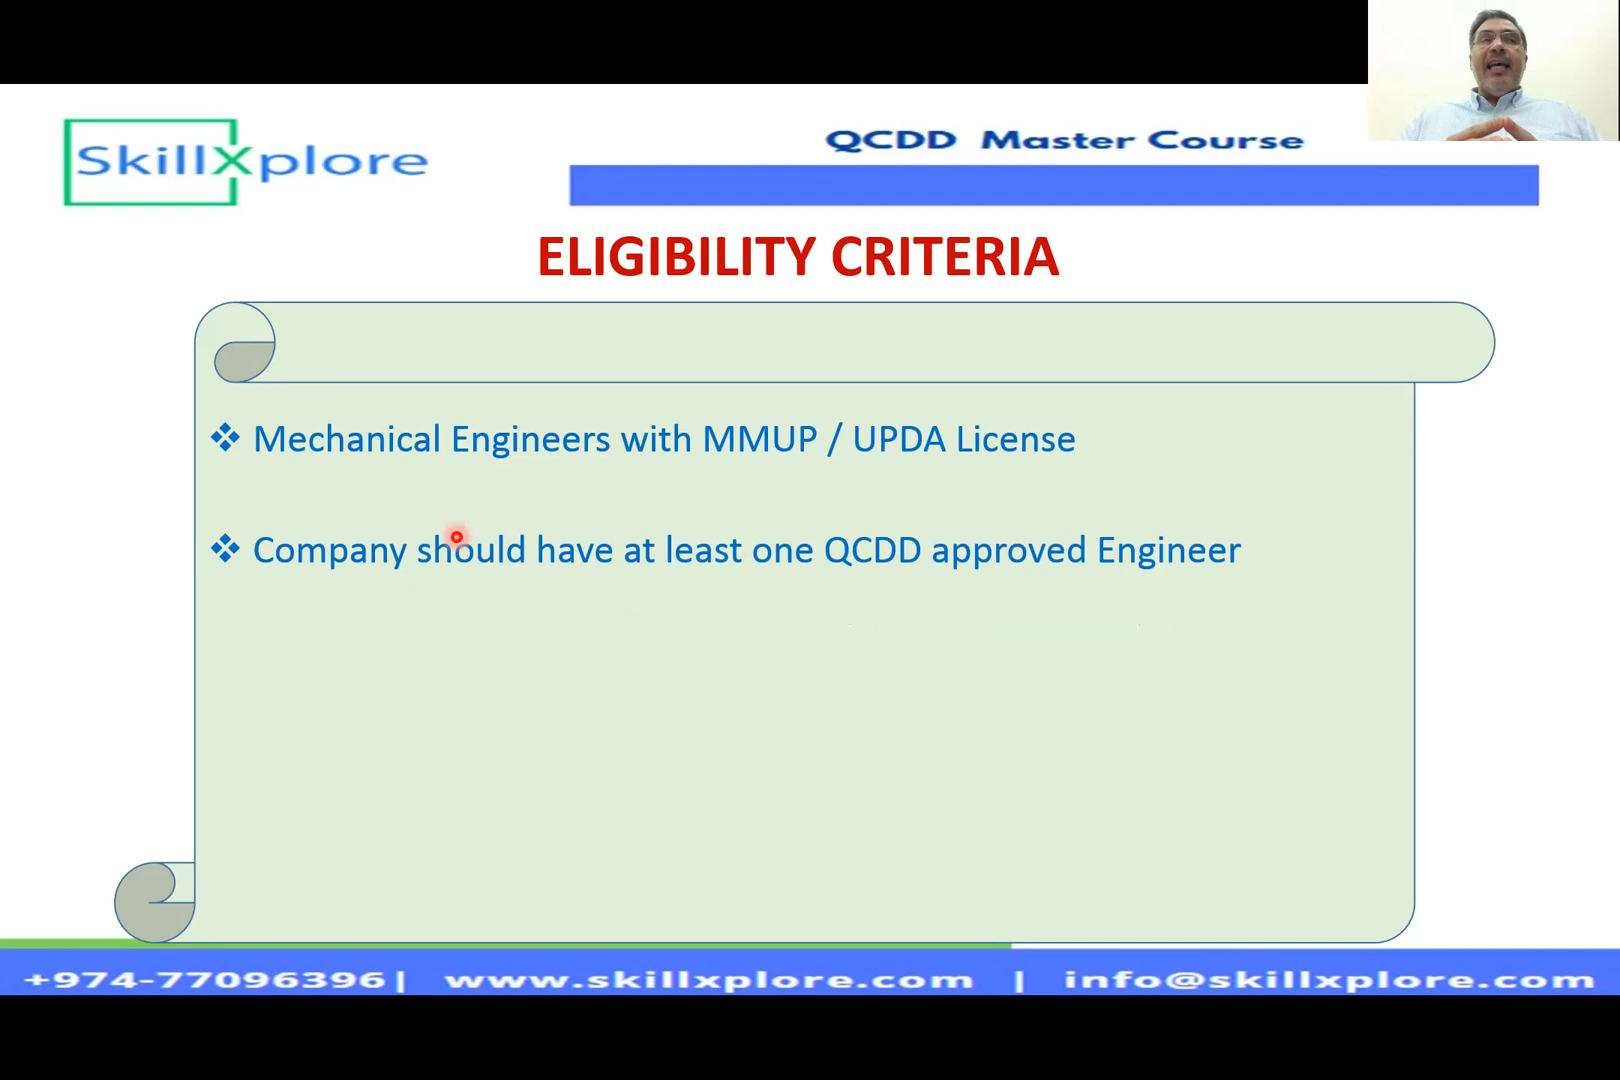 SkillXplore
QCDD Master Course
ELIGIBILITY CRITERIA
❖ Mechanical Engineers with MMUP / UPDA License
❖ Company should have at least one QCDD approved Engineer
+974-77096396| www.skillxplore.com | info@skillxplore.com